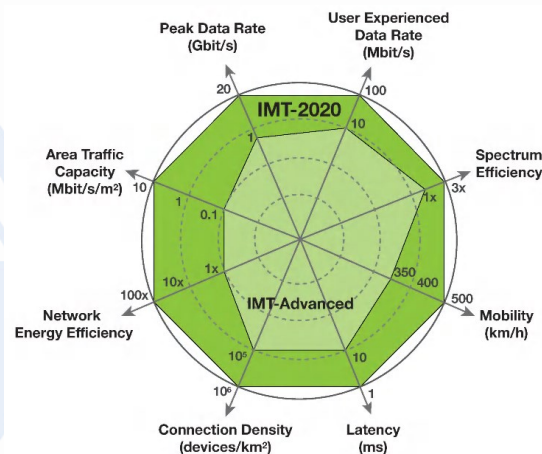 Peak Data Rate
(Gbit/s)
User Experienced
Data Rate
(Mbit/s)
20
100
IMT-2020
1
10
Area Traffic
Capacity
(Mbit/s/m²)
Spectrum
Efficiency
10
1
0.1
1x
3x
1x
10x
100x
350
400
500
Network
Energy Efficiency
Mobility
(km/h)
IMT-Advanced
10⁵
10
10⁶
1
Connection Density
(devices/km²)
Latency
(ms)